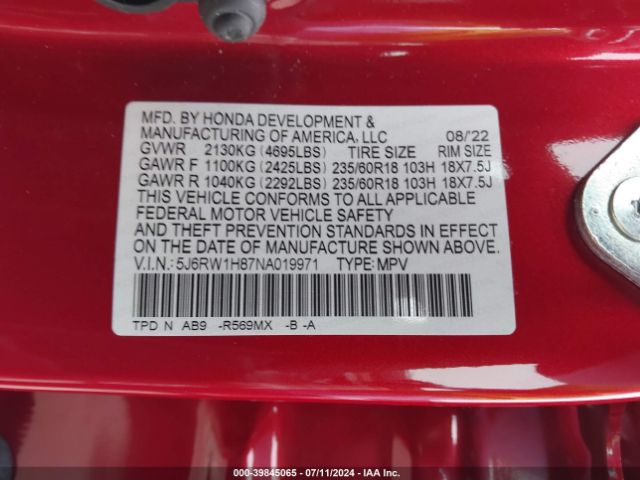 MFD. BY HONDA DEVELOPMENT &
MANUFACTURING OF AMERICA, LLC 08/'22
GVWR 2130KG (4695LBS) TIRE SIZE RIM SIZE
GAWR F 1100KG (2425LBS) 235/60R18 103H 18X7.5J
GAWR R 1040KG (2292LBS) 235/60R18 103H 18X7.5J
THIS VEHICLE CONFORMS TO ALL APPLICABLE
FEDERAL MOTOR VEHICLE SAFETY
AND THEFT PREVENTION STANDARDS IN EFFECT
ON THE DATE OF MANUFACTURE SHOWN ABOVE.
V.I.N.: 5J6RW1H87NA019971 TYPE: MPV
TPD N AB9 -R569MX -B -A
000-39845065 - 07/11/2024 - IAA Inc.